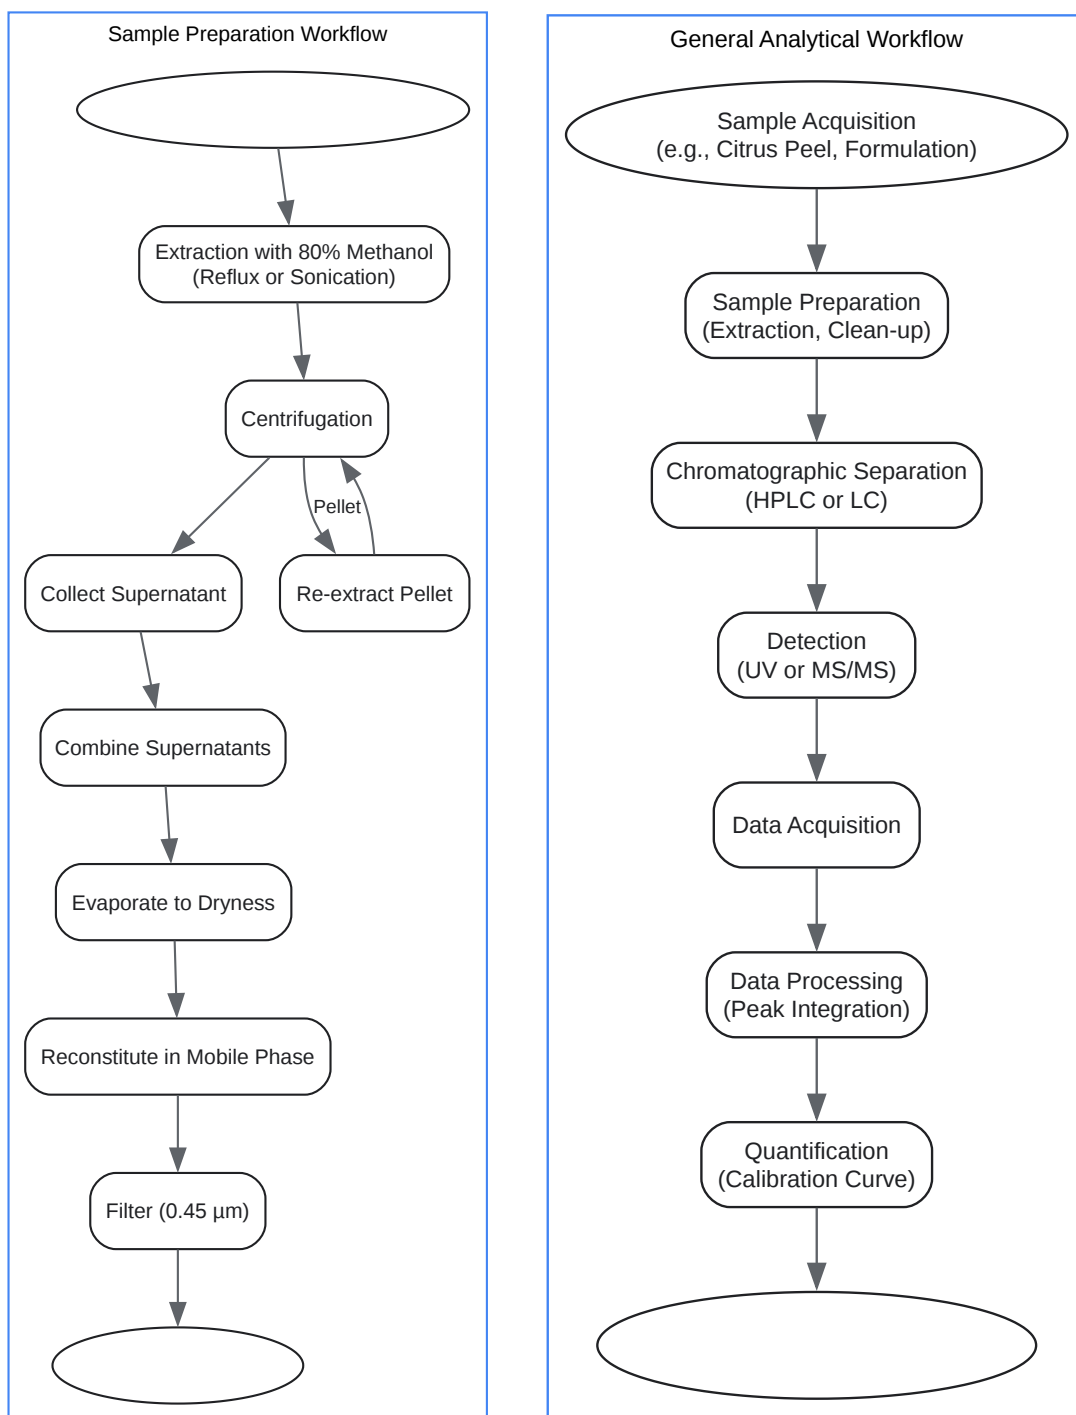 Sample Preparation Workflow
Extraction with 80% Methanol
(Reflux or Sonication)
Centrifugation
Pellet
Collect Supernatant
Re-extract Pellet
Combine Supernatants
Evaporate to Dryness
Reconstitute in Mobile Phase
Filter (0.45 µm)
General Analytical Workflow
Sample Acquisition
(e.g., Citrus Peel, Formulation)
Sample Preparation
(Extraction, Clean-up)
Chromatographic Separation
(HPLC or LC)
Detection
(UV or MS/MS)
Data Acquisition
Data Processing
(Peak Integration)
Quantification
(Calibration Curve)